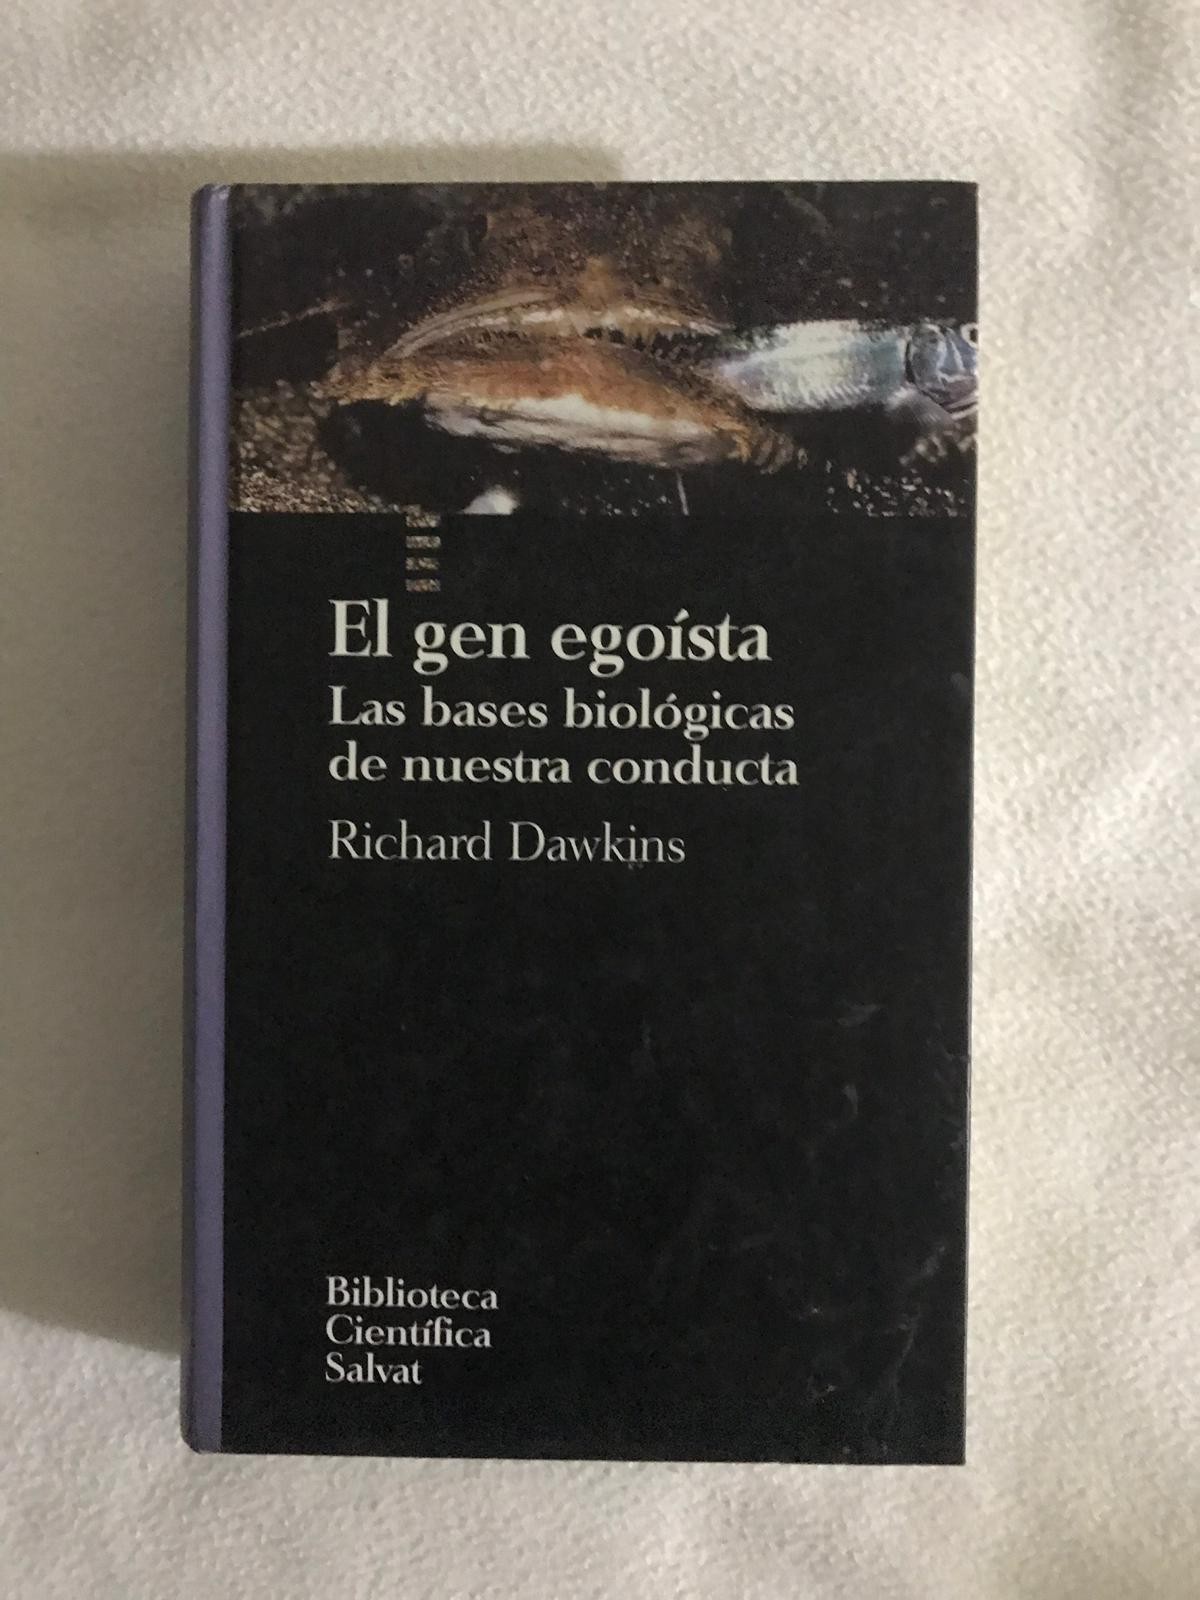 El gen egoísta
Las bases biológicas
de nuestra conducta
Richard Dawkins
Biblioteca
Científica
Salvat